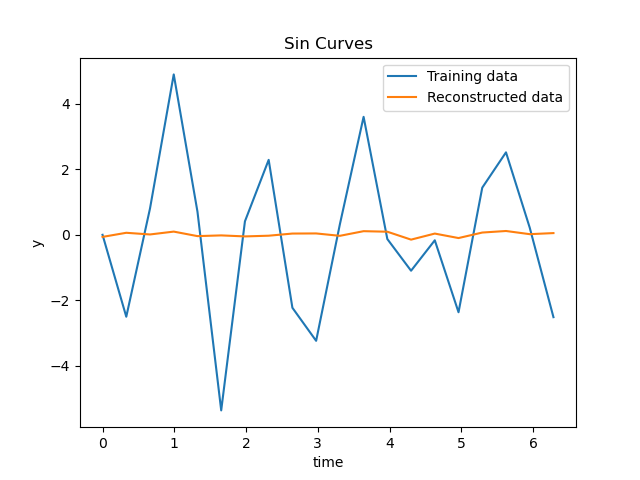 Sin Curves
Training data
Reconstructed data
4
2
0
−2
−4
y
0 1 2 3 4 5 6
time